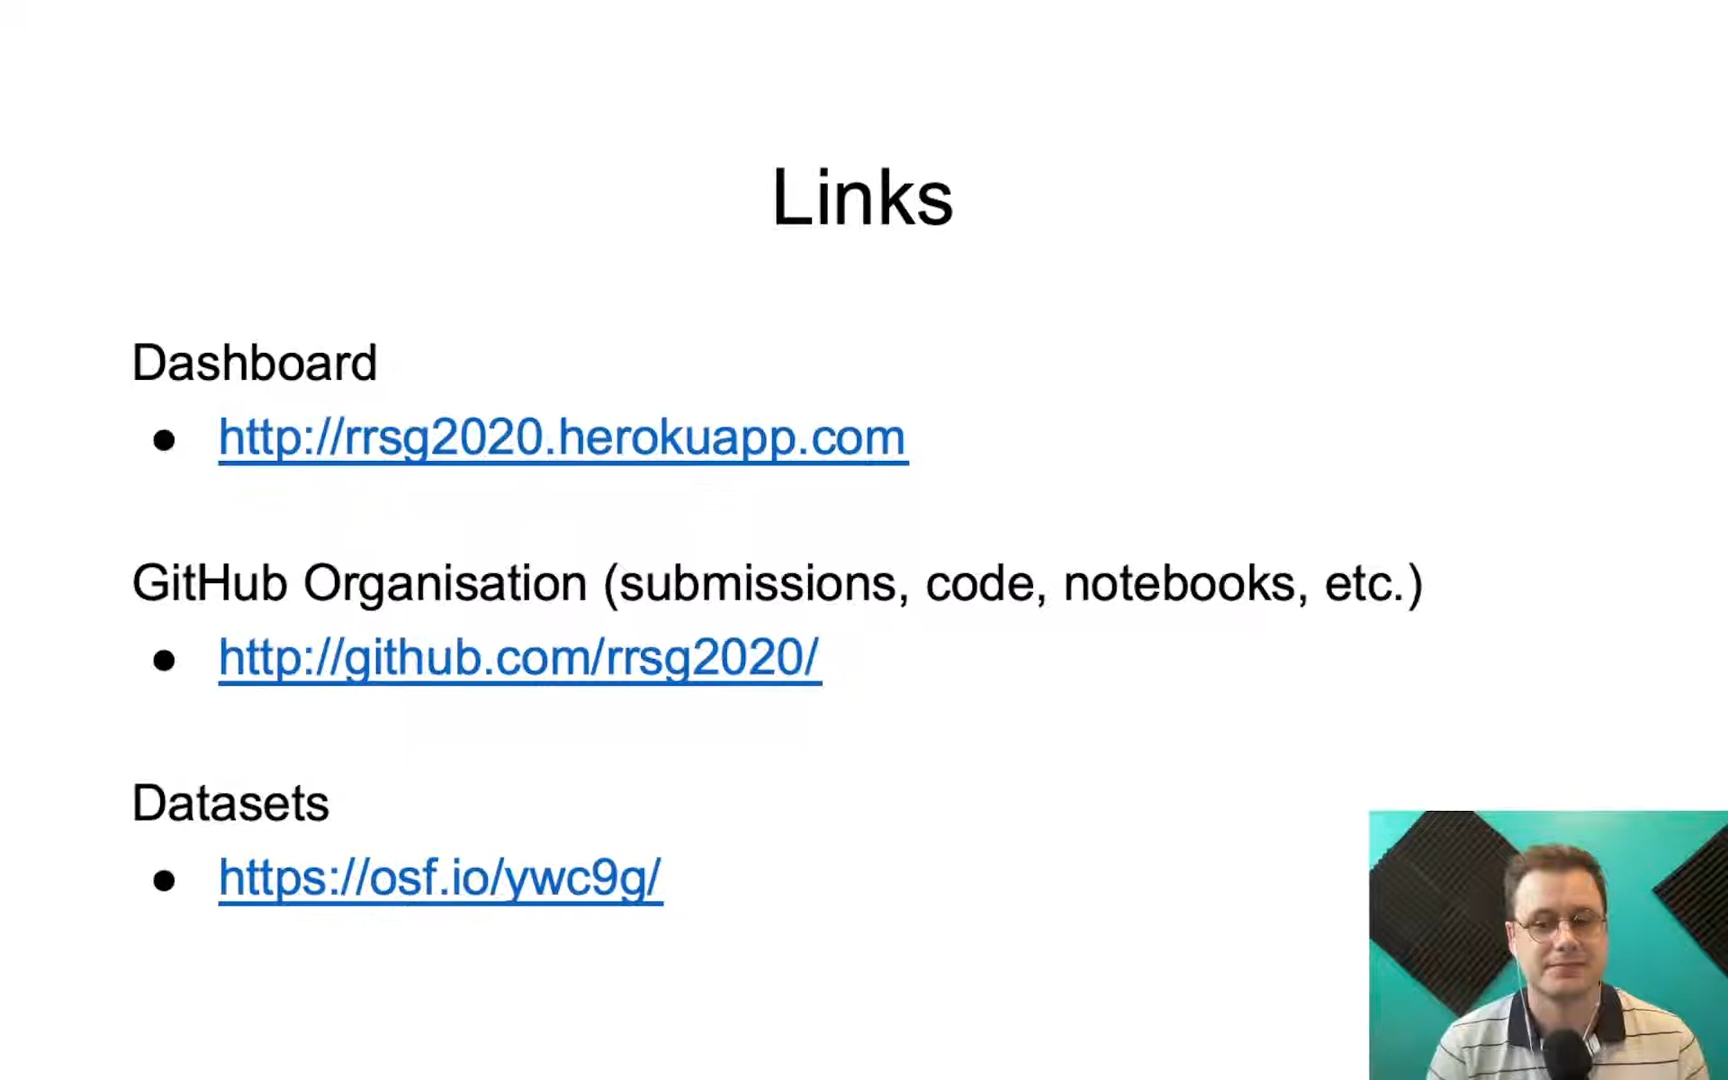 Links
Dashboard
● http://rrsg2020.herokuapp.com
GitHub Organisation (submissions, code, notebooks, etc.)
● http://github.com/rrsg2020/
Datasets
● https://osf.io/ywc9g/